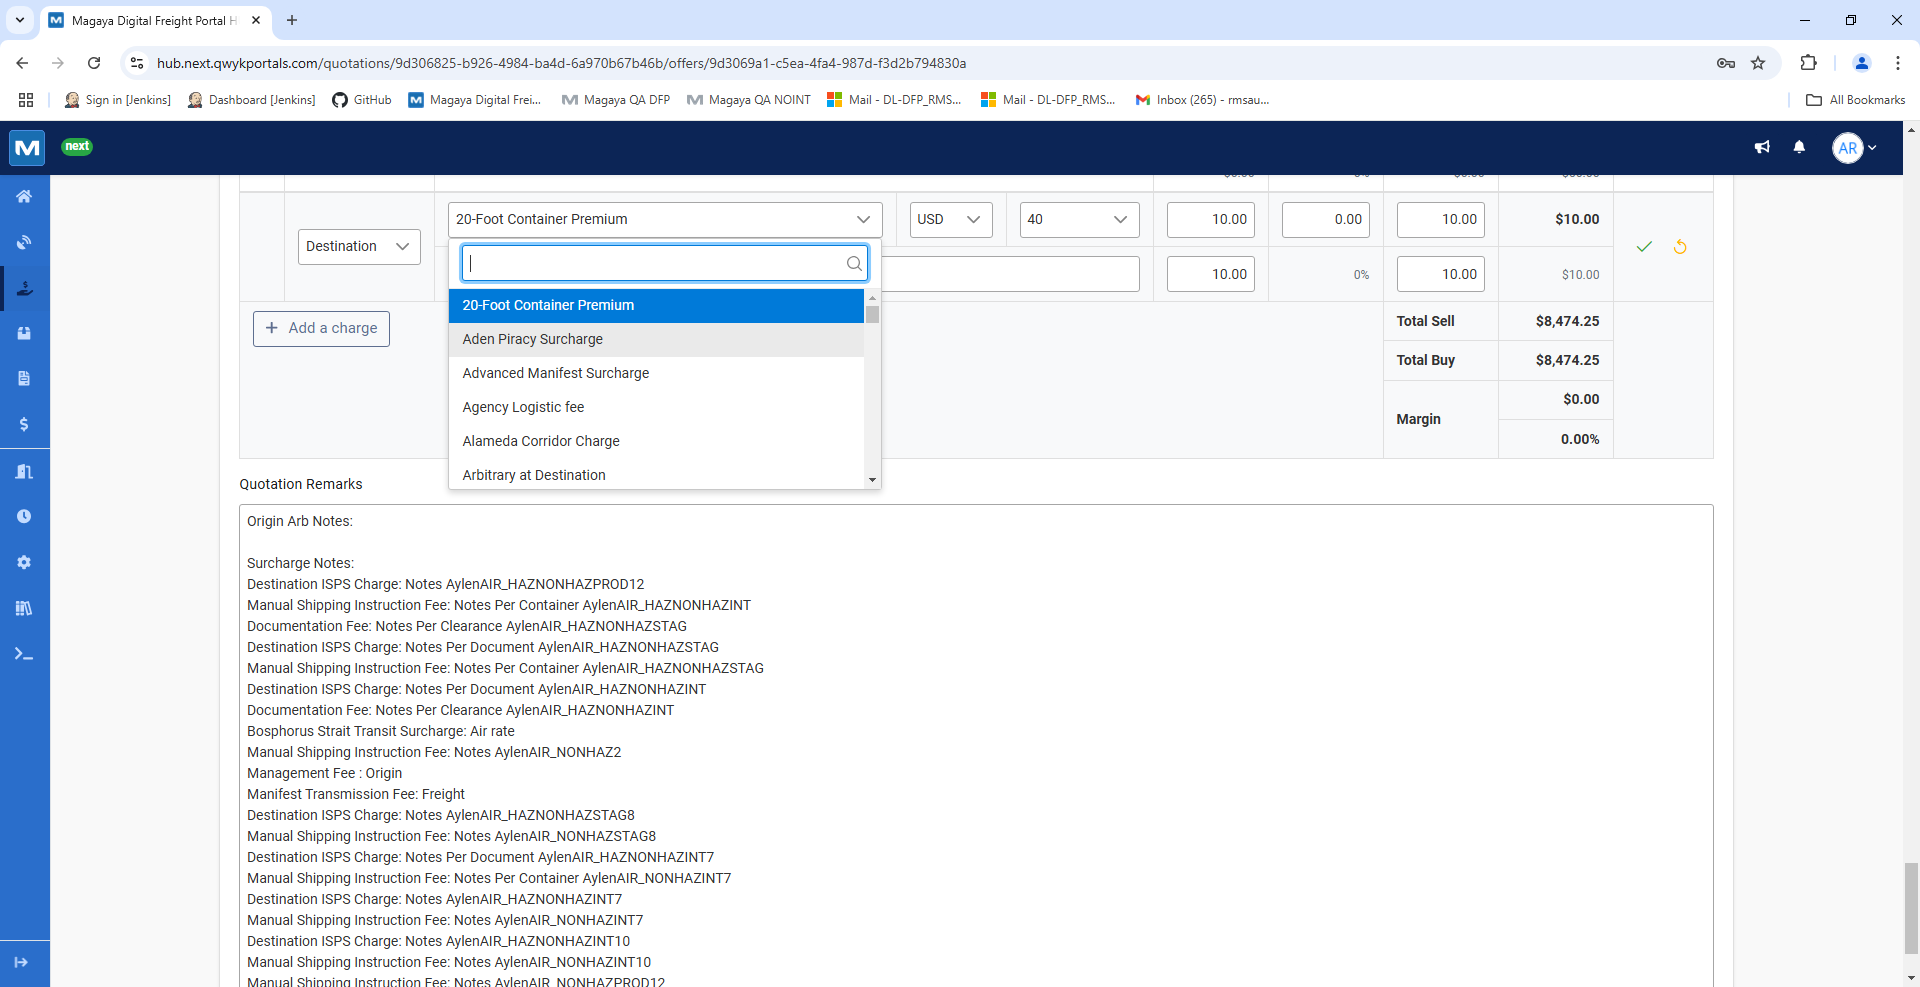 Magaya Digital Freight Portal H
hub.next.qwykportals.com/quotations/9d306825-b926-4984-ba4d-6a970b67b46b/offers/9d3069a1-c5ea-4fa4-987d-f3d2b794830a
Sign in [Jenkins]
Dashboard [Jenkins]
GitHub
Magaya Digital Frei...
Magaya QA DFP
Magaya QA NOINT
Mail - DL-DFP_RMS...
Mail - DL-DFP_RMS...
Inbox (265) - rmsau...
All Bookmarks
next
AR
20-Foot Container Premium
USD
40
10.00
0.00
10.00
$10.00
Destination
10.00
0%
10.00
$10.00
20-Foot Container Premium
Aden Piracy Surcharge
Advanced Manifest Surcharge
Agency Logistic fee
Alameda Corridor Charge
Arbitrary at Destination
Add a charge
Total Sell
$8,474.25
Total Buy
$8,474.25
Margin
$0.00
0.00%
Quotation Remarks
Origin Arb Notes:
Surcharge Notes:
Destination ISPS Charge: Notes AylenAIR_HAZNONHAZPROD12
Manual Shipping Instruction Fee: Notes Per Container AylenAIR_HAZNONHAZINT
Documentation Fee: Notes Per Clearance AylenAIR_HAZNONHAZSTAG
Destination ISPS Charge: Notes Per Document AylenAIR_HAZNONHAZSTAG
Manual Shipping Instruction Fee: Notes Per Container AylenAIR_HAZNONHAZSTAG
Destination ISPS Charge: Notes Per Document AylenAIR_HAZNONHAZINT
Documentation Fee: Notes Per Clearance AylenAIR_HAZNONHAZINT
Bosphorus Strait Transit Surcharge: Air rate
Manual Shipping Instruction Fee: Notes AylenAIR_NONHAZ2
Management Fee : Origin
Manifest Transmission Fee: Freight
Destination ISPS Charge: Notes AylenAIR_HAZNONHAZSTAG8
Manual Shipping Instruction Fee: Notes AylenAIR_NONHAZSTAG8
Destination ISPS Charge: Notes Per Document AylenAIR_HAZNONHAZINT7
Manual Shipping Instruction Fee: Notes Per Container AylenAIR_NONHAZINT7
Destination ISPS Charge: Notes AylenAIR_HAZNONHAZINT7
Manual Shipping Instruction Fee: Notes AylenAIR_NONHAZINT7
Destination ISPS Charge: Notes AylenAIR_HAZNONHAZINT10
Manual Shipping Instruction Fee: Notes AylenAIR_NONHAZINT10
Manual Shipping Instruction Fee: Notes AylenAIR_NONHAZPROD12